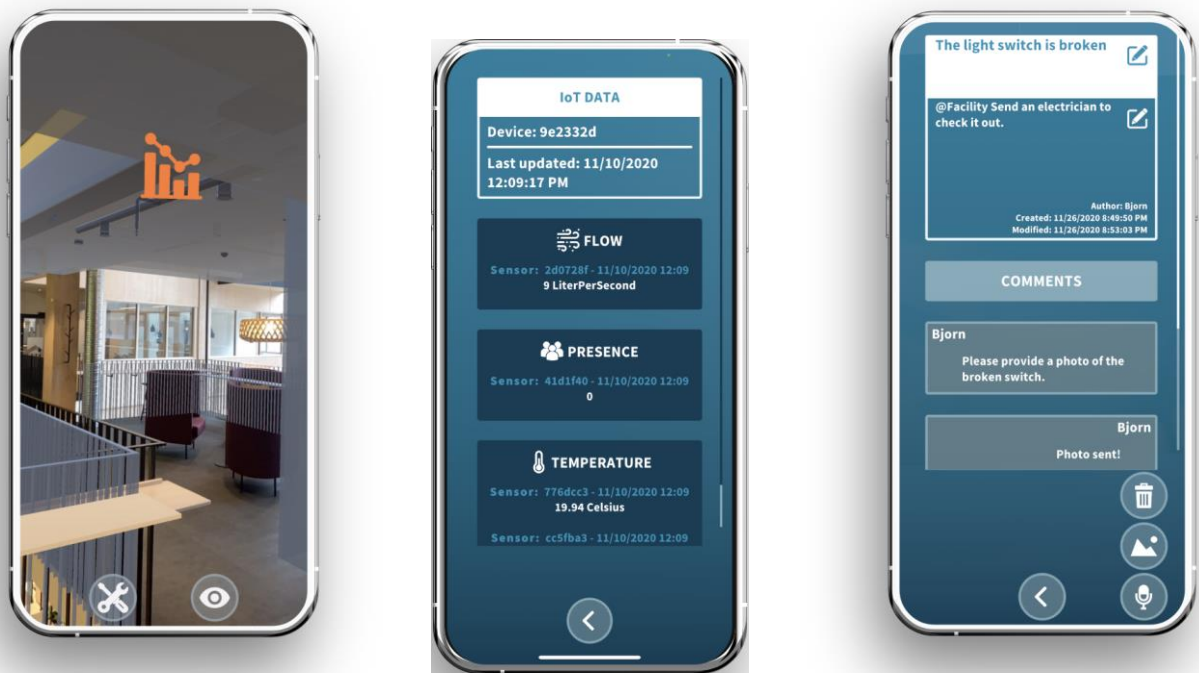 IoT DATA
Device: 9e2332d
Last updated: 11/10/2020
12:09:17 PM
FLOW
Sensor: 2d0728f - 11/10/2020 12:09
9 LiterPerSecond
PRESENCE
Sensor: 41d1f40 - 11/10/2020 12:09
0
TEMPERATURE
Sensor: 776dcc3 - 11/10/2020 12:09
19.94 Celsius
Sensor: cc5fba3 - 11/10/2020 12:09
The light switch is broken
@Facility Send an electrician to
check it out.
Author: Bjorn
Created: 11/26/2020 8:49:50 PM
Modified: 11/26/2020 8:53:03 PM
COMMENTS
Bjorn
Please provide a photo of the
broken switch.
Bjorn
Photo sent!